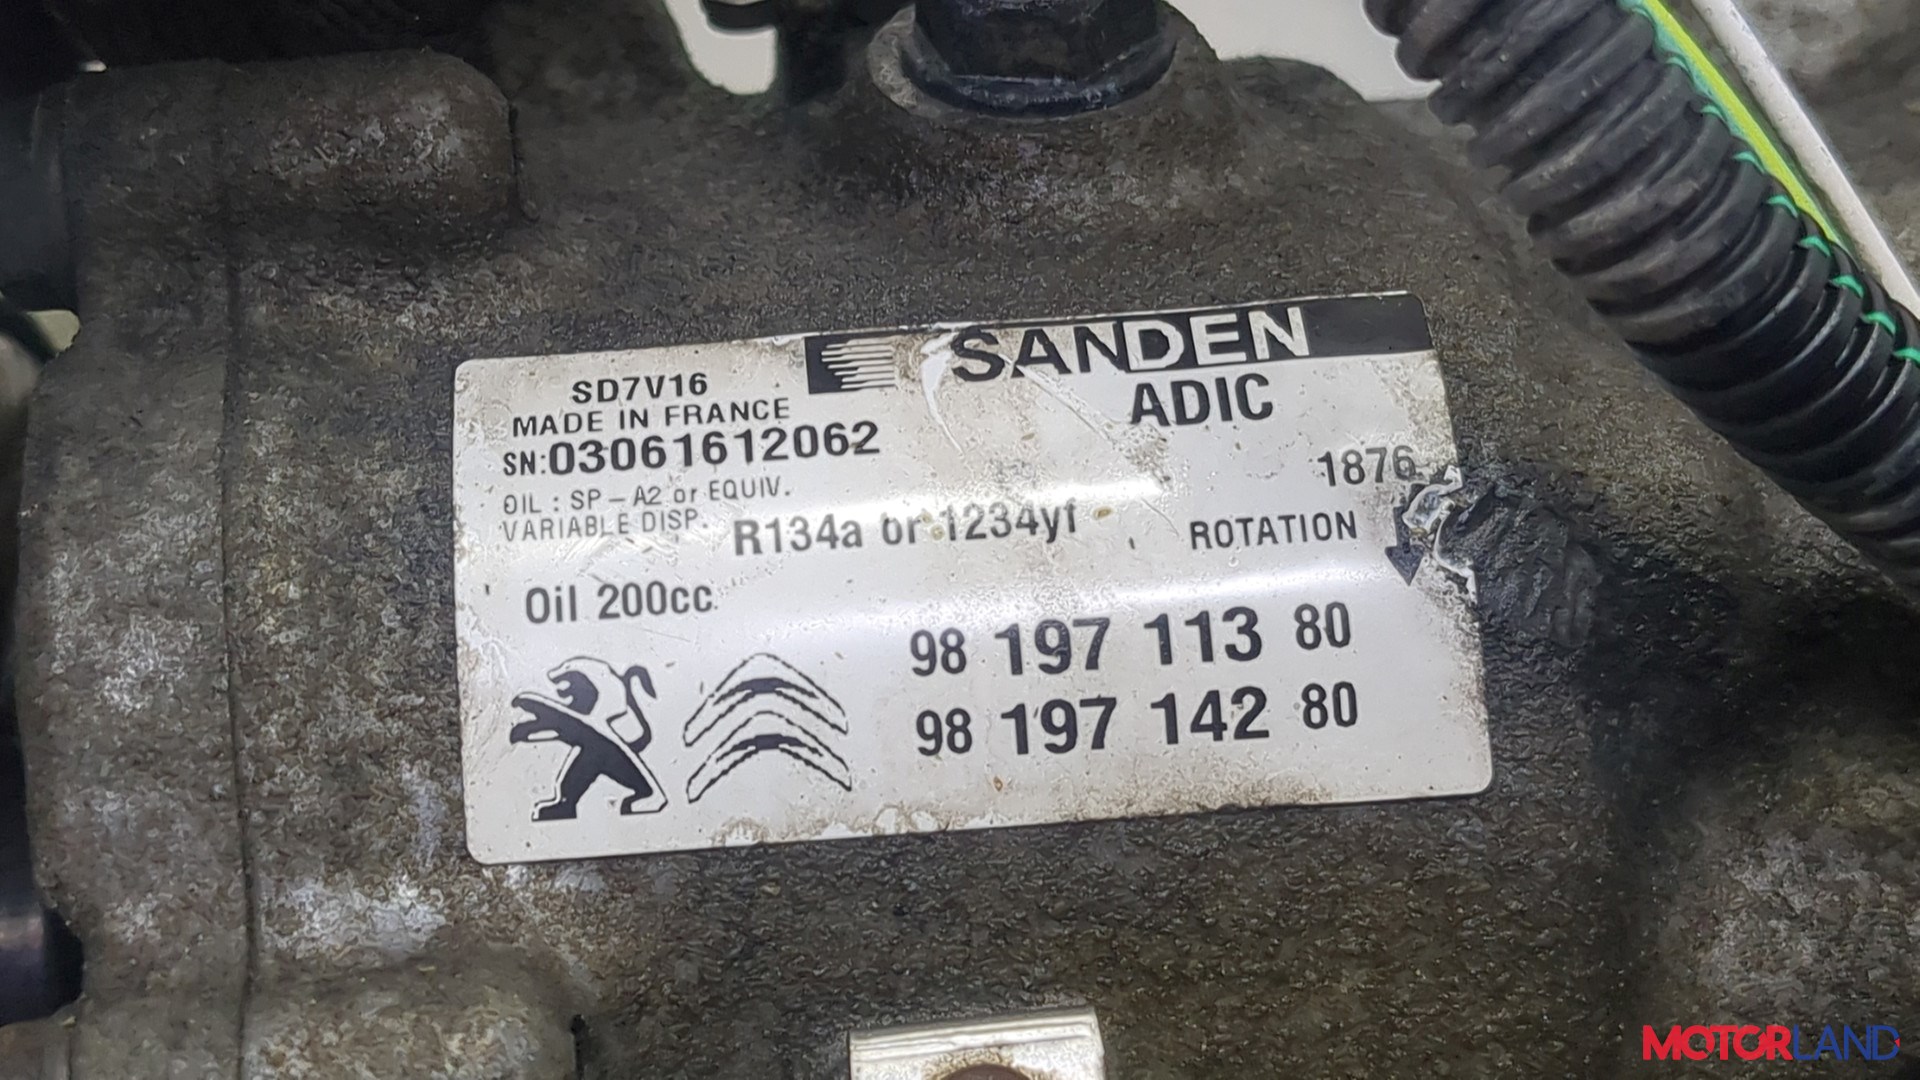 SANDEN
SD7V16
ADIC
MADE IN FRANCE
SN:03061612062
1876
OIL : SP-A2 or EQUIV.
VARIABLE DISP.
R134a or 1234yf
ROTATION
Oil 200cc
98 197 113 80
98 197 142 80
MOTORLAND